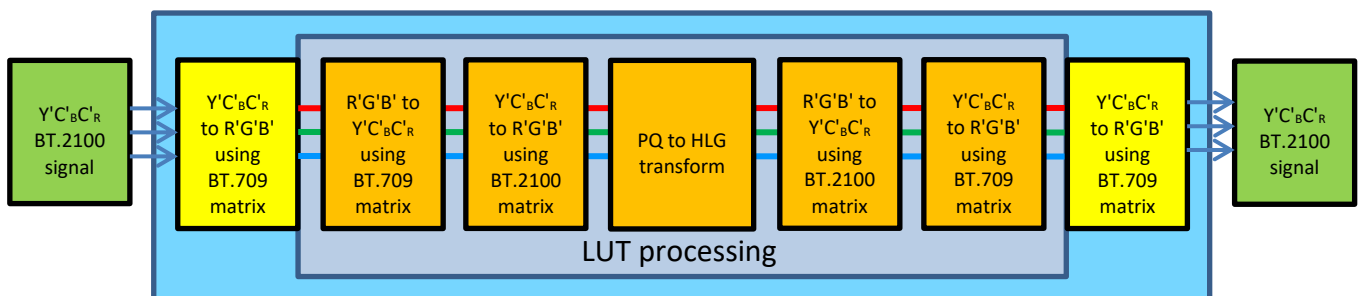 Y'C'BC'R
BT.2100
signal
Y'C'BC'R
to R'G'B'
using
BT.709
matrix
R'G'B' to
Y'C'BC'R
using
BT.709
matrix
Y'C'BC'R
to R'G'B'
using
BT.2100
matrix
PQ to HLG
transform
R'G'B' to
Y'C'BC'R
using
BT.2100
matrix
Y'C'BC'R
to R'G'B'
using
BT.709
matrix
Y'C'BC'R
to R'G'B'
using
BT.709
matrix
Y'C'BC'R
BT.2100
signal
LUT processing